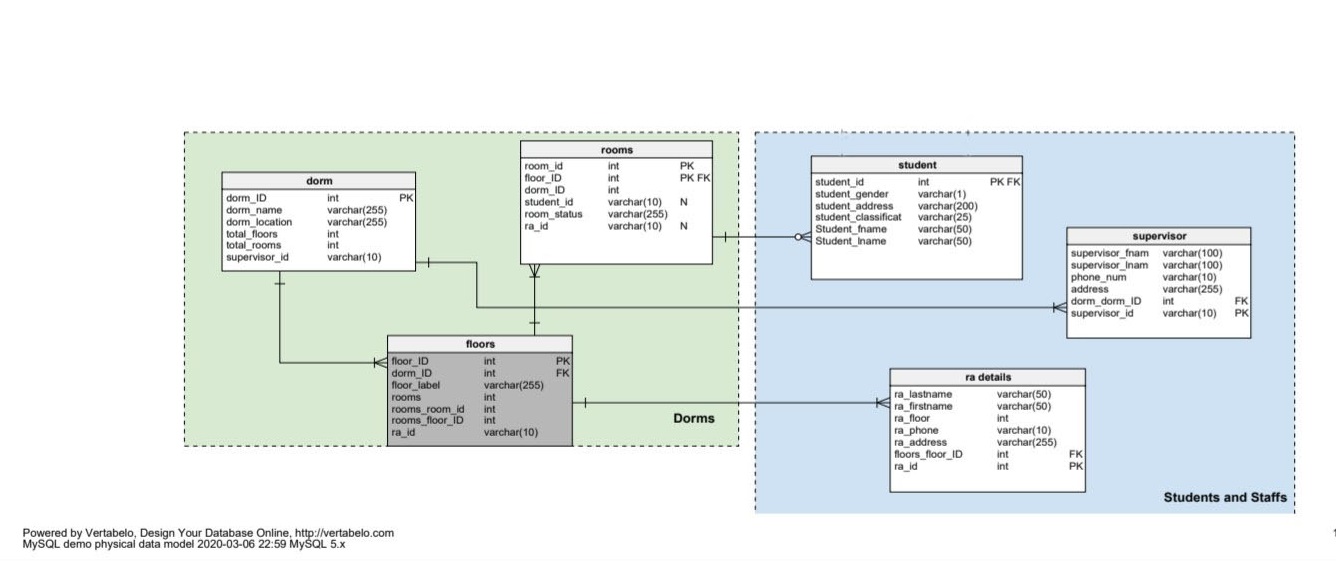 rooms
room_id int PK
floor_ID int PK FK
dorm_ID int
student_id varchar(10) N
room_status varchar(255)
ra_id varchar(10) N
dorm
dorm_ID int PK
dorm_name varchar(255)
dorm_location varchar(255)
total_floors int
total_rooms int
supervisor_id varchar(10)
floors
floor_ID int PK
dorm_ID int FK
floor_label varchar(255)
rooms int
rooms_room_id int
rooms_floor_ID int
ra_id varchar(10)
Dorms
student
student_id int PK FK
student_gender varchar(1)
student_address varchar(200)
student_classificat varchar(25)
Student_fname varchar(50)
Student_lname varchar(50)
supervisor
supervisor_fnam varchar(100)
supervisor_lnam varchar(100)
phone_num varchar(10)
address varchar(255)
dorm_dorm_ID int FK
supervisor_id varchar(10) PK
ra details
ra_lastname varchar(50)
ra_firstname varchar(50)
ra_floor int
ra_phone varchar(10)
ra_address varchar(255)
floors_floor_ID int FK
ra_id int PK
Students and Staffs
Powered by Vertabelo, Design Your Database Online, http://vertabelo.com
MySQL demo physical data model 2020-03-06 22:59 MySQL 5.x
1